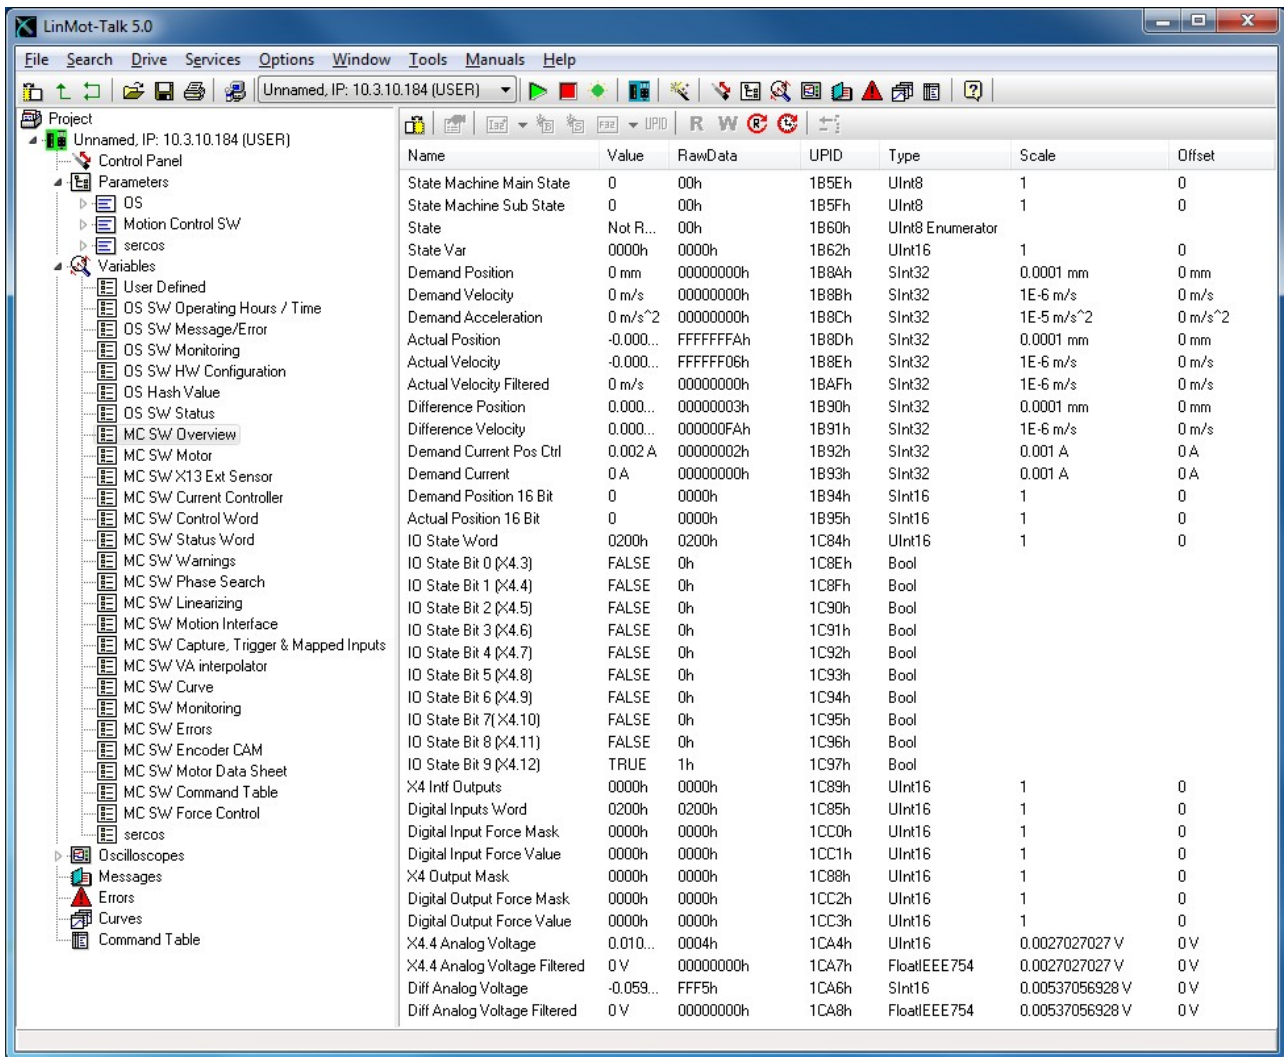 LinMot-Talk 5.0
File Search Drive Services Options Window Tools Manuals Help
Unnamed, IP: 10.3.10.184 (USER)
UPID R W
Project
Unnamed, IP: 10.3.10.184 (USER)
Control Panel
Parameters
OS
Motion Control SW
sercos
Variables
User Defined
OS SW Operating Hours / Time
OS SW Message/Error
OS SW Monitoring
OS SW HW Configuration
OS Hash Value
OS SW Status
MC SW Overview
MC SW Motor
MC SW X13 Ext Sensor
MC SW Current Controller
MC SW Control Word
MC SW Status Word
MC SW Warnings
MC SW Phase Search
MC SW Linearizing
MC SW Motion Interface
MC SW Capture, Trigger & Mapped Inputs
MC SW VA interpolator
MC SW Curve
MC SW Monitoring
MC SW Errors
MC SW Encoder CAM
MC SW Motor Data Sheet
MC SW Command Table
MC SW Force Control
sercos
Oscilloscopes
Messages
Errors
Curves
Command Table
Name Value RawData UPID Type Scale Offset
State Machine Main State 0 00h 1B5Eh UInt8 1 0
State Machine Sub State 0 00h 1B5Fh UInt8 1 0
State Not R... 00h 1B60h UInt8 Enumerator
State Var 0000h 0000h 1B62h UInt16 1 0
Demand Position 0 mm 00000000h 1B8Ah SInt32 0.0001 mm 0 mm
Demand Velocity 0 m/s 00000000h 1B8Bh SInt32 1E-6 m/s 0 m/s
Demand Acceleration 0 m/s^2 00000000h 1B8Ch SInt32 1E-5 m/s^2 0 m/s^2
Actual Position -0.000... FFFFFFFAh 1B8Dh SInt32 0.0001 mm 0 mm
Actual Velocity -0.000... FFFFFF06h 1B8Eh SInt32 1E-6 m/s 0 m/s
Actual Velocity Filtered 0 m/s 00000000h 1BAFh SInt32 1E-6 m/s 0 m/s
Difference Position 0.000... 00000003h 1B90h SInt32 0.0001 mm 0 mm
Difference Velocity 0.000... 000000FAh 1B91h SInt32 1E-6 m/s 0 m/s
Demand Current Pos Ctrl 0.002 A 00000002h 1B92h SInt32 0.001 A 0 A
Demand Current 0 A 00000000h 1B93h SInt32 0.001 A 0 A
Demand Position 16 Bit 0 0000h 1B94h SInt16 1 0
Actual Position 16 Bit 0 0000h 1B95h SInt16 1 0
IO State Word 0200h 0200h 1C84h UInt16 1 0
IO State Bit 0 (X4.3) FALSE 0h 1C8Eh Bool
IO State Bit 1 (X4.4) FALSE 0h 1C8Fh Bool
IO State Bit 2 (X4.5) FALSE 0h 1C90h Bool
IO State Bit 3 (X4.6) FALSE 0h 1C91h Bool
IO State Bit 4 (X4.7) FALSE 0h 1C92h Bool
IO State Bit 5 (X4.8) FALSE 0h 1C93h Bool
IO State Bit 6 (X4.9) FALSE 0h 1C94h Bool
IO State Bit 7( X4.10) FALSE 0h 1C95h Bool
IO State Bit 8 (X4.11) FALSE 0h 1C96h Bool
IO State Bit 9 (X4.12) TRUE 1h 1C97h Bool
X4 Intf Outputs 0000h 0000h 1C89h UInt16 1 0
Digital Inputs Word 0200h 0200h 1C85h UInt16 1 0
Digital Input Force Mask 0000h 0000h 1CC0h UInt16 1 0
Digital Input Force Value 0000h 0000h 1CC1h UInt16 1 0
X4 Output Mask 0000h 0000h 1C88h UInt16 1 0
Digital Output Force Mask 0000h 0000h 1CC2h UInt16 1 0
Digital Output Force Value 0000h 0000h 1CC3h UInt16 1 0
X4.4 Analog Voltage 0.010... 0004h 1CA4h UInt16 0.0027027027 V 0 V
X4.4 Analog Voltage Filtered 0 V 00000000h 1CA7h FloatIEEE754 0.0027027027 V 0 V
Diff Analog Voltage -0.059... FFF5h 1CA6h SInt16 0.00537056928 V 0 V
Diff Analog Voltage Filtered 0 V 00000000h 1CA8h FloatIEEE754 0.00537056928 V 0 V